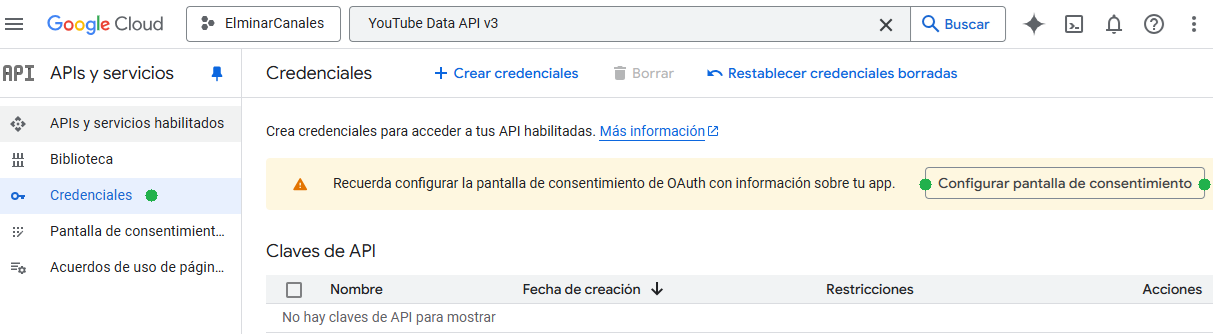 Google Cloud ElminarCanales YouTube Data API v3 Buscar
API APIs y servicios Credenciales + Crear credenciales Borrar Restablecer credenciales borradas
APIs y servicios habilitados
Crea credenciales para acceder a tus API habilitadas. Más información
Biblioteca
Recuerda configurar la pantalla de consentimiento de OAuth con información sobre tu app. Configurar pantalla de consentimiento
Credenciales
Pantalla de consentimient...
Claves de API
Acuerdos de uso de págin...
Nombre Fecha de creación Restricciones Acciones
No hay claves de API para mostrar